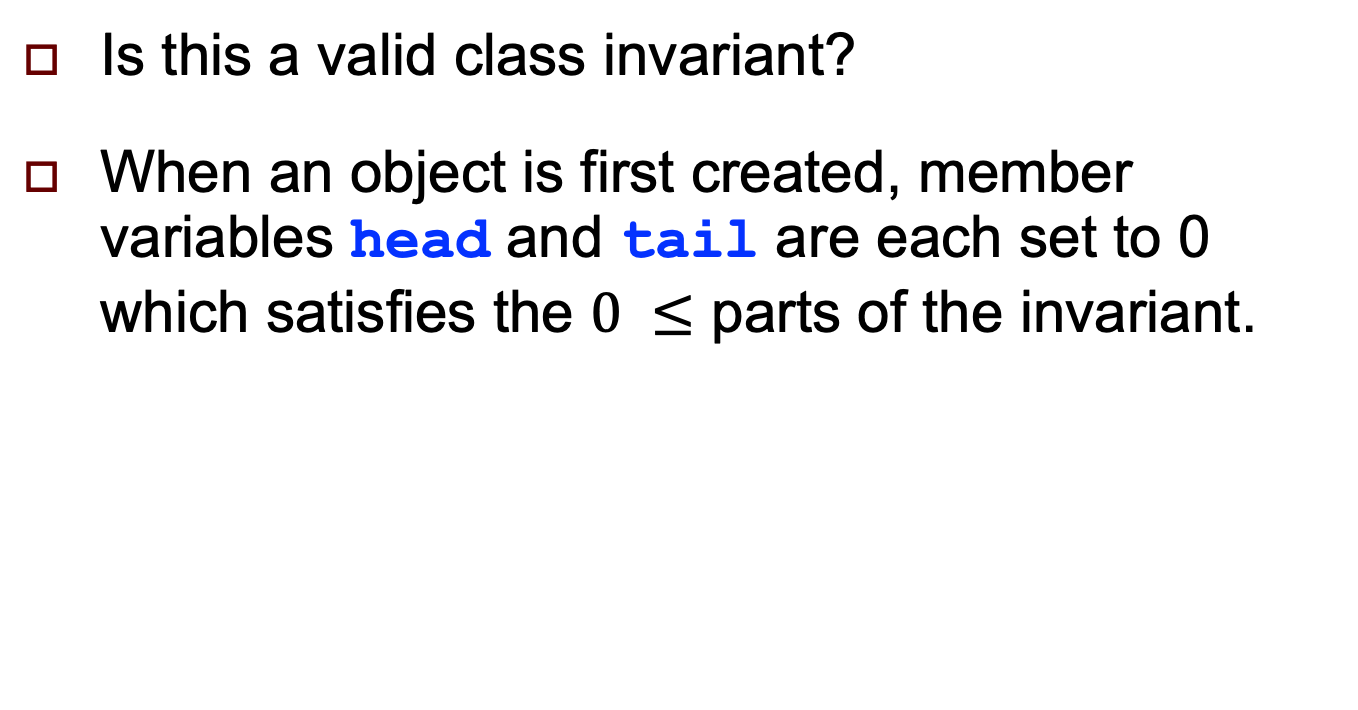 Is this a valid class invariant?
When an object is first created, member
variables head and tail are each set to 0
which satisfies the 0 ≤ parts of the invariant.